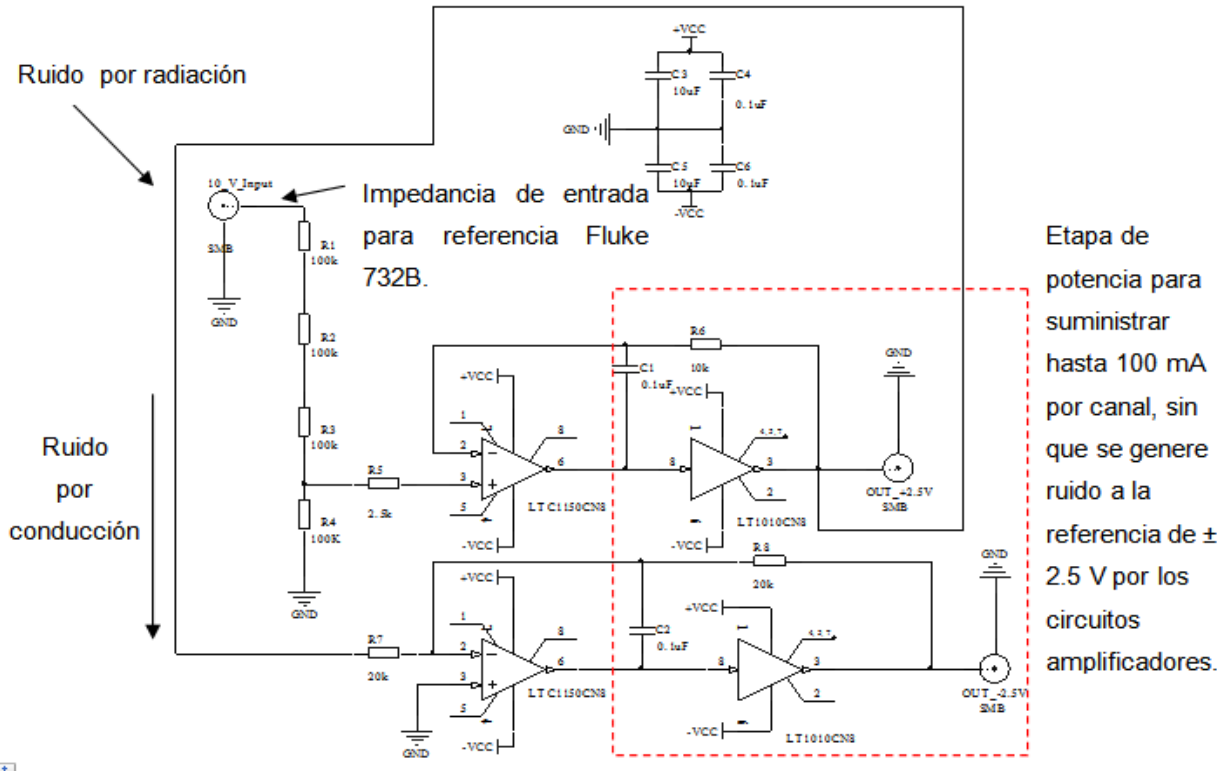 Ruido por radiación
10_V_Input
SMB
GND
Impedancia de entrada
para referencia Fluke
732B.
+VCC
C3
10uF
C4
0.1uF
GND
C5
10uF
C6
0.1uF
-VCC
R1
100k
R2
100k
R3
100k
R4
100K
GND
R5
2.5k
Ruido
por
conducción
+VCC
1
2
3
5
8
6
LTC1150CN8
-VCC
C1
0.1uF
R6
10k
+VCC
8
3
2
LT1010CN8
-VCC
GND
OUT_+2.5V
SMB
R7
20k
+VCC
1
2
3
5
8
6
LTC1150CN8
-VCC
GND
C2
0.1uF
R8
20k
+VCC
8
3
2
LT1010CN8
-VCC
GND
OUT_-2.5V
SMB
Etapa de
potencia para
suministrar
hasta 100 mA
por canal, sin
que se genere
ruido a la
referencia de ±
2.5 V por los
circuitos
amplificadores.